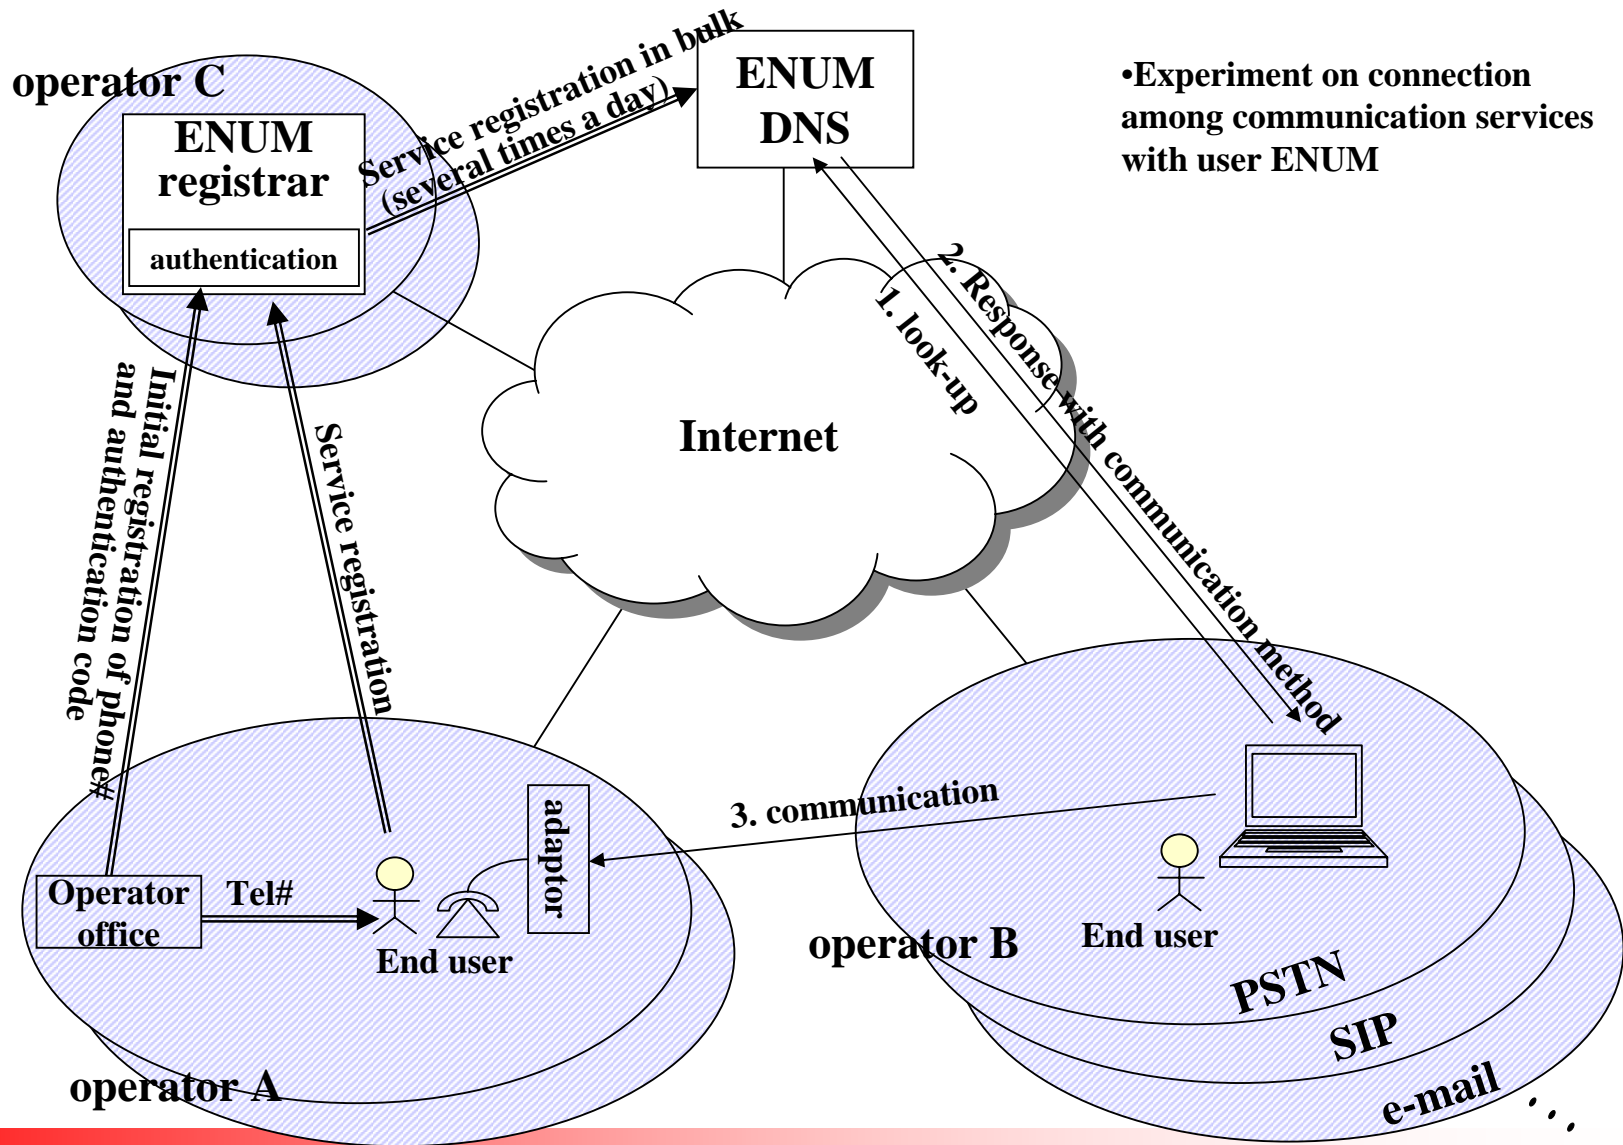 operator C
ENUM
registrar
authentication
Service registration in bulk
(several times a day)
ENUM
DNS
•Experiment on connection
among communication services
with user ENUM
1. look-up
2. Response with communication method
Internet
Initial registration of phone#
and authentication code
Service registration
3. communication
adaptor
Operator
office
Tel#
End user
operator A
operator B
End user
PSTN
SIP
e-mail
...